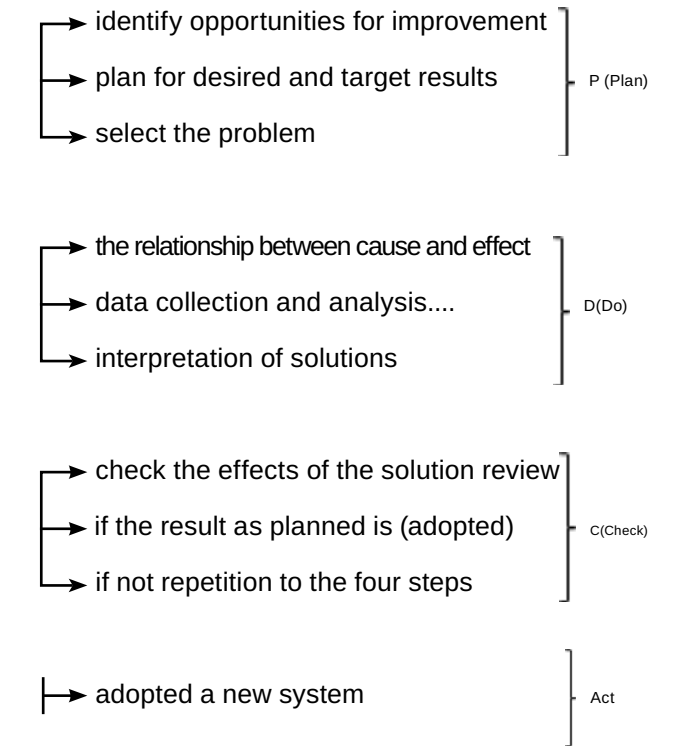 identify opportunities for improvement
plan for desired and target results
P (Plan)
select the problem
the relationship between cause and effect
data collection and analysis....
D(Do)
interpretation of solutions
check the effects of the solution review
if the result as planned is (adopted)
C(Check)
if not repetition to the four steps
adopted a new system
Act